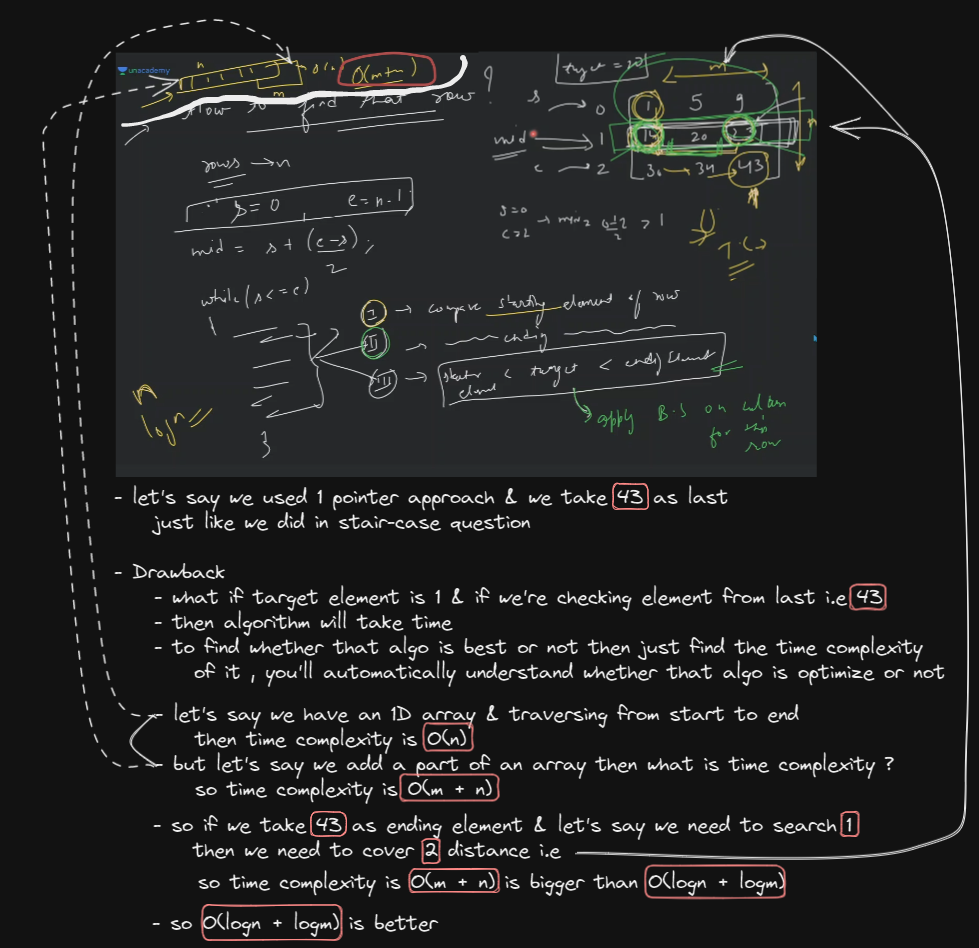 unacademy
n
m
O(m+n)
How to find that row ?
target = 20
m
s 0 1 5 9
mid 1 14 20 23
e 2 30 34 43
n
rows → n
s = 0 e = n-1
mid = s + (e-s)/2 ;
s=0
e=2
T.C →
while (s<=e)
{
I → compare starting element of row
II → ending
III → starting element < target < ending element
apply B.S on column
for this
row
n
log n
}
- let's say we used 1 pointer approach & we take 43 as last
just like we did in stair-case question
- Drawback
- what if target element is 1 & if we're checking element from last i.e 43
- then algorithm will take time
- to find whether that algo is best or not then just find the time complexity
of it , you'll automatically understand whether that algo is optimize or not
- let's say we have an 1D array & traversing from start to end
then time complexity is O(n)
- but let's say we add a part of an array then what is time complexity ?
so time complexity is O(m + n)
- so if we take 43 as ending element & let's say we need to search 1
then we need to cover 2 distance i.e
so time complexity is O(m + n) is bigger than O(logn + logm)
- so O(logn + logm) is better